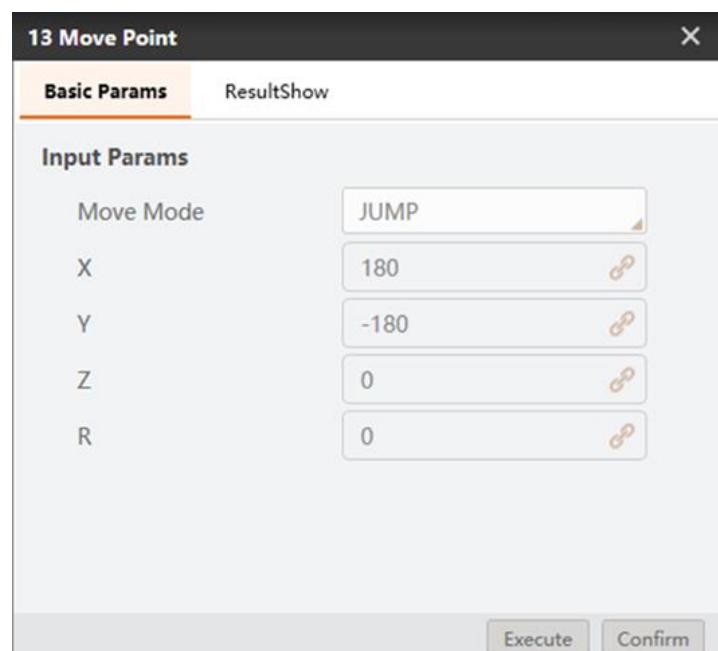 13 Move Point
Basic Params ResultShow
Input Params
Move Mode JUMP
X 180
Y -180
Z 0
R 0
Execute Confirm